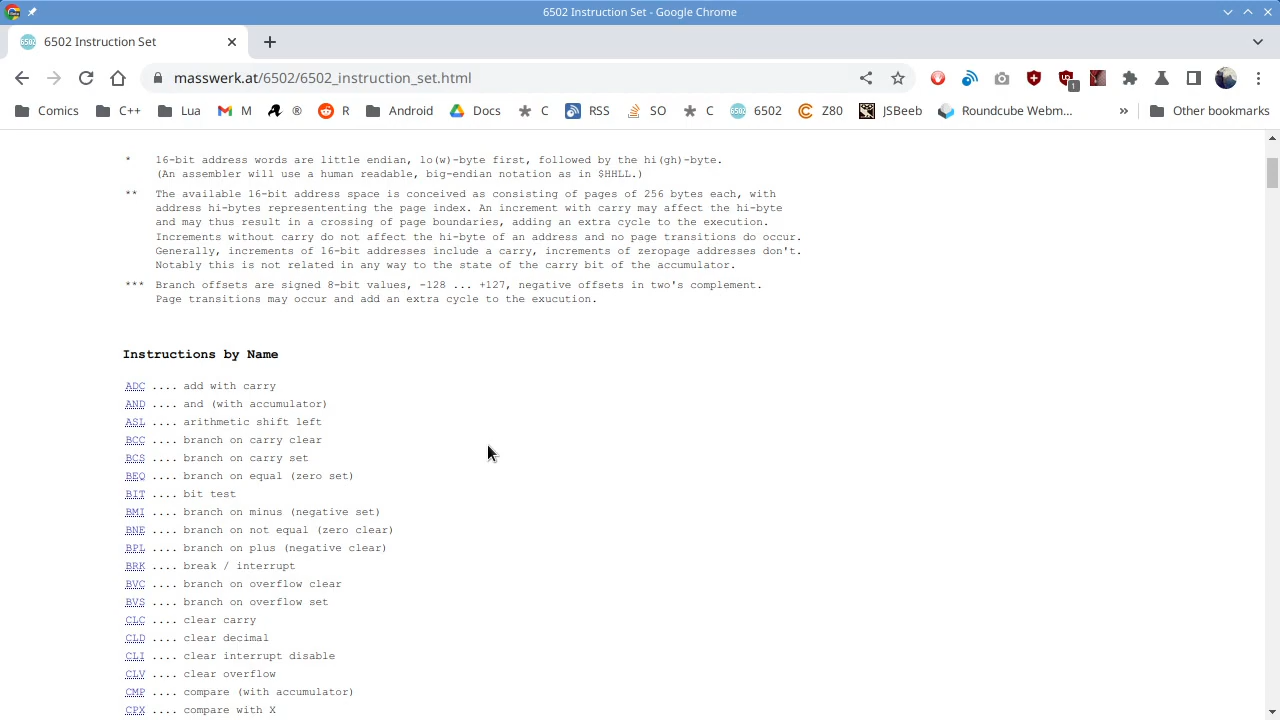 6502 Instruction Set - Google Chrome
6502 6502 Instruction Set
masswerk.at/6502/6502_instruction_set.html
1
Comics C++ Lua M M ® R Android Docs C RSS SO C 6502 6502 Z80 JSBeeb Roundcube Webm... » Other bookmarks
* 16-bit address words are little endian, lo(w)-byte first, followed by the hi(gh)-byte.
(An assembler will use a human readable, big-endian notation as in $HHLL.)
** The available 16-bit address space is conceived as consisting of pages of 256 bytes each, with
address hi-bytes represententing the page index. An increment with carry may affect the hi-byte
and may thus result in a crossing of page boundaries, adding an extra cycle to the execution.
Increments without carry do not affect the hi-byte of an address and no page transitions do occur.
Generally, increments of 16-bit addresses include a carry, increments of zeropage addresses don't.
Notably this is not related in any way to the state of the carry bit of the accumulator.
*** Branch offsets are signed 8-bit values, -128 ... +127, negative offsets in two's complement.
Page transitions may occur and add an extra cycle to the exucution.
Instructions by Name
ADC .... add with carry
AND .... and (with accumulator)
ASL .... arithmetic shift left
BCC .... branch on carry clear
BCS .... branch on carry set
BEQ .... branch on equal (zero set)
BIT .... bit test
BMI .... branch on minus (negative set)
BNE .... branch on not equal (zero clear)
BPL .... branch on plus (negative clear)
BRK .... break / interrupt
BVC .... branch on overflow clear
BVS .... branch on overflow set
CLC .... clear carry
CLD .... clear decimal
CLI .... clear interrupt disable
CLV .... clear overflow
CMP .... compare (with accumulator)
CPX .... compare with X